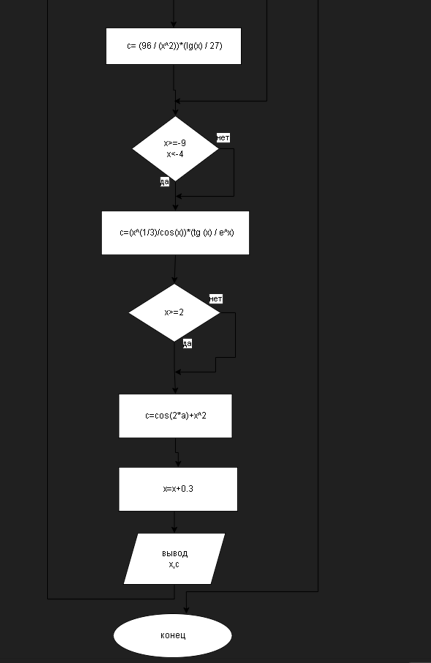 c= (96 / (x^2))*(lg(x) / 27)
нет
x>=-9
x<-4
да
c=(x^(1/3)/cos(x))*(tg (x) / e^x)
нет
x>=2
да
c=cos(2*a)+x^2
x=x+0.3
вывод
x,c
конец